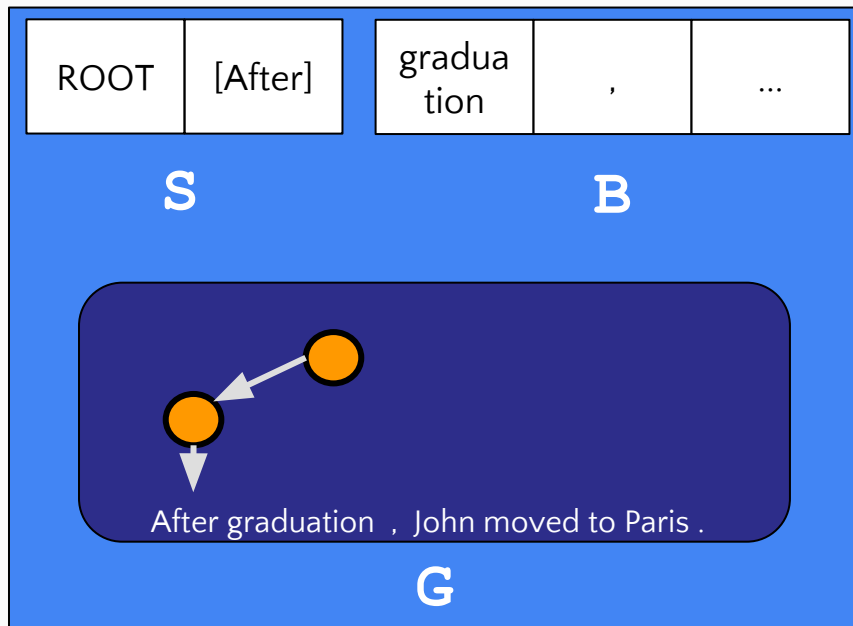 ROOT
[After]
gradua
tion
,
...
S
B
After graduation , John moved to Paris .
G